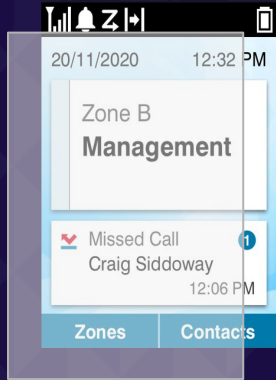 20/11/2020 12:32 PM
Zone B
Management
Missed Call 1
Craig Siddoway
12:06 PM
Zones Contacts